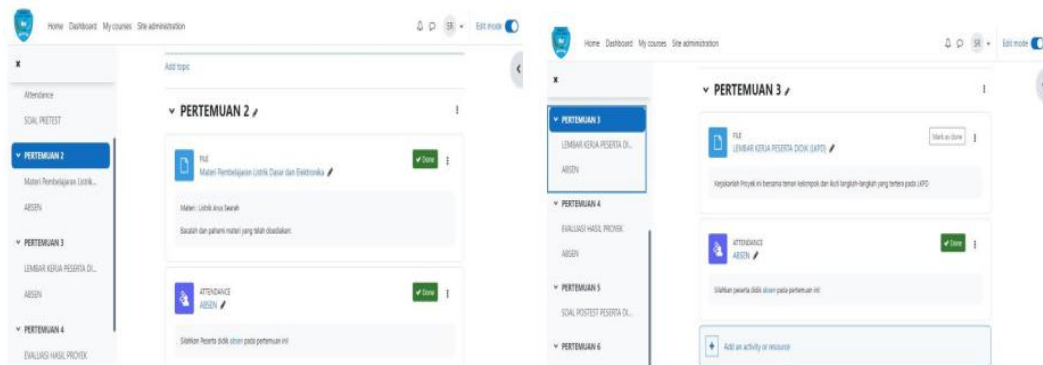 Home Dashboard My courses Site administration
SR
Edit mode
Attendance
SOAL PRETEST
PERTEMUAN 2
Materi Pembelajaran Listrik...
ABSEN
PERTEMUAN 3
LEMBAR KERJA PESERTA DI...
ABSEN
PERTEMUAN 4
EVALUASI HASIL PROYEK
Add topic
PERTEMUAN 2
FILE
Materi Pembelajaran Listrik Dasar dan Elektronika
Done
Materi : Listrik Arus Searah
Bacalah dan pahami materi yang telah disediakan!
ATTENDANCE
ABSEN
Done
Silahkan Peserta didik absen pada pertemuan ini!
Home Dashboard My courses Site administration
SR
Edit mode
PERTEMUAN 3
LEMBAR KERJA PESERTA DI...
ABSEN
PERTEMUAN 4
EVALUASI HASIL PROYEK
ABSEN
PERTEMUAN 5
SOAL POSTEST PESERTA DI...
PERTEMUAN 6
PERTEMUAN 3
FILE
LEMBAR KERJA PESERTA DIDIK (LKPD)
Mark as done
Kerjakanlah Proyek ini bersama teman kelompok dan ikuti langkah-langkah yang tertera pada LKPD
ATTENDANCE
ABSEN
Done
Silahkan peserta didik absen pada pertemuan ini!
Add an activity or resource